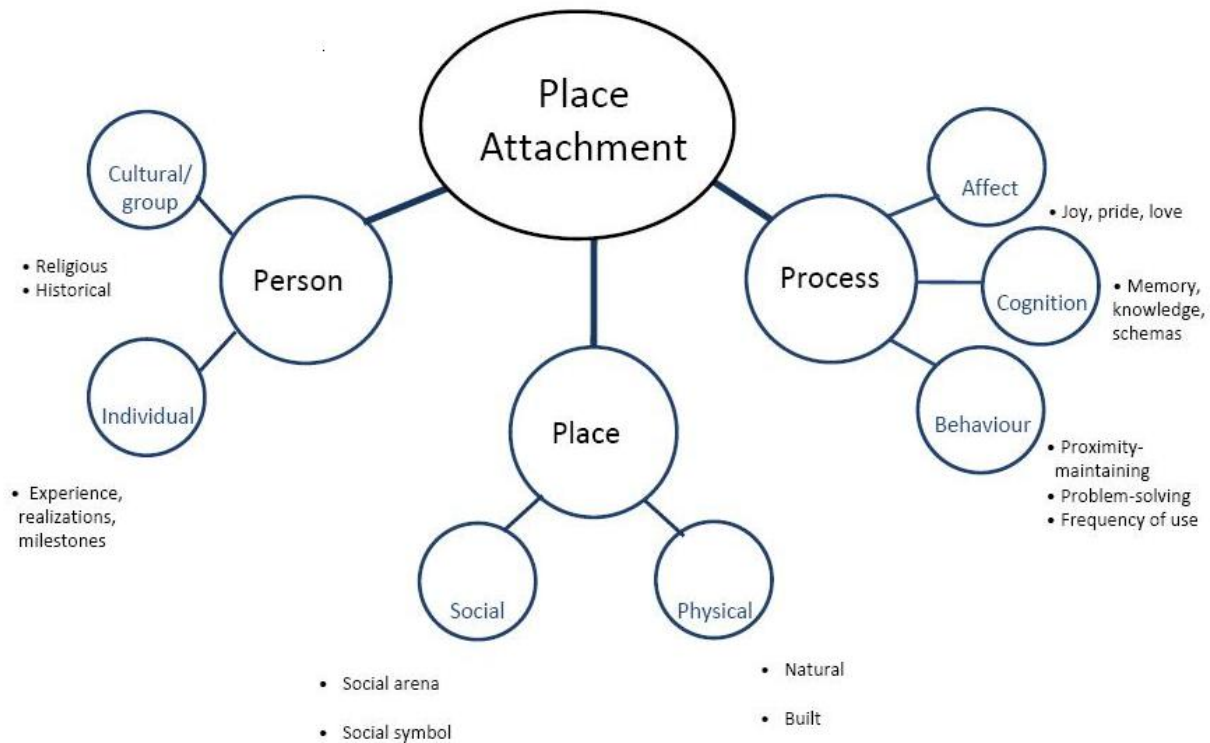 Place
Attachment
Cultural/
group
• Religious
• Historical
Person
Individual
• Experience,
realizations,
milestones
Place
Social
• Social arena
• Social symbol
Physical
• Natural
• Built
Process
Affect
• Joy, pride, love
Cognition
• Memory,
knowledge,
schemas
Behaviour
• Proximity-
maintaining
• Problem-solving
• Frequency of use